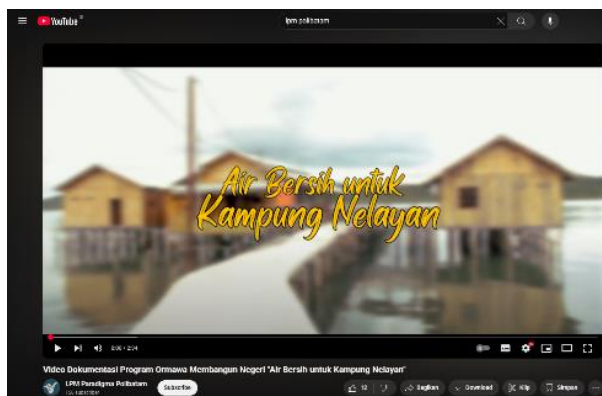 YouTube
lpm polibatam
Air Bersih untuk
Kampung Nelayan
Video Dokumentasi Program Ormawa Membangun Negeri "Air Bersih untuk Kampung Nelayan"
LPM Paradigma Polibatam
Subscribe
12
Bagikan
Download
Klip
Simpan